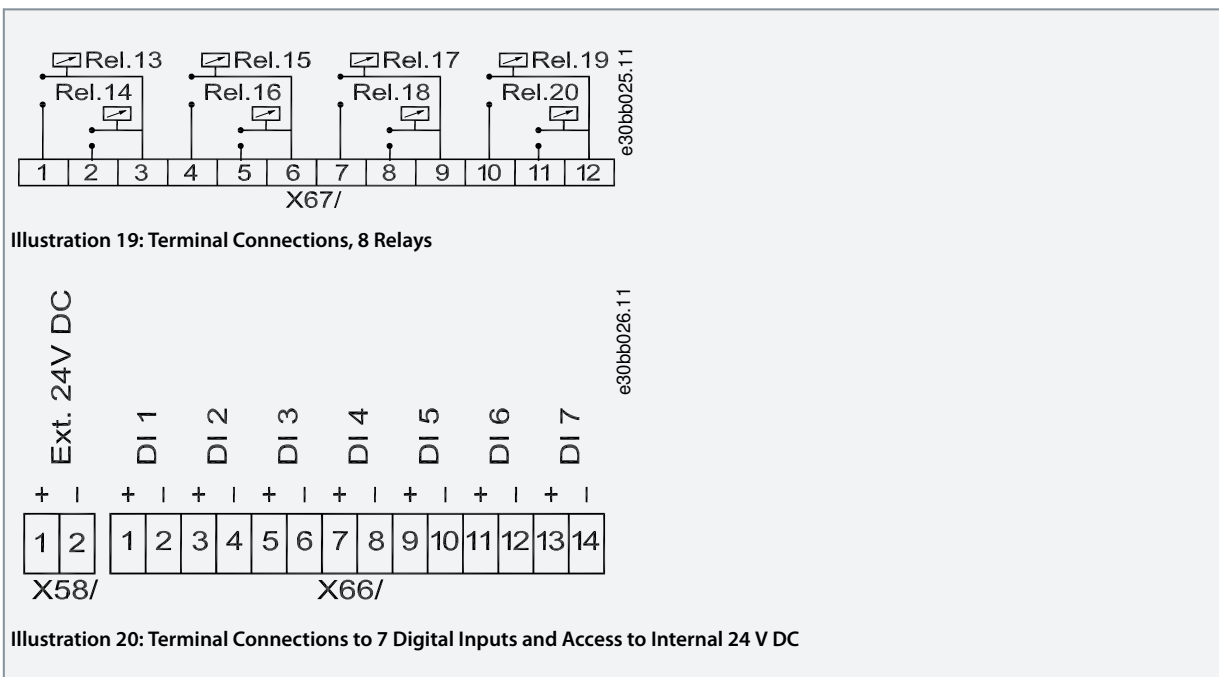 Rel.13 Rel.15 Rel.17 Rel.19
Rel.14 Rel.16 Rel.18 Rel.20
1 2 3 4 5 6 7 8 9 10 11 12
X67/
e30bb025.11
Illustration 19: Terminal Connections, 8 Relays
Ext. 24V DC
DI 1
DI 2
DI 3
DI 4
DI 5
DI 6
DI 7
e30bb026.11
+ − + − + − + − + − + − + − + −
1 2 1 2 3 4 5 6 7 8 9 10 11 12 13 14
X58/ X66/
Illustration 20: Terminal Connections to 7 Digital Inputs and Access to Internal 24 V DC